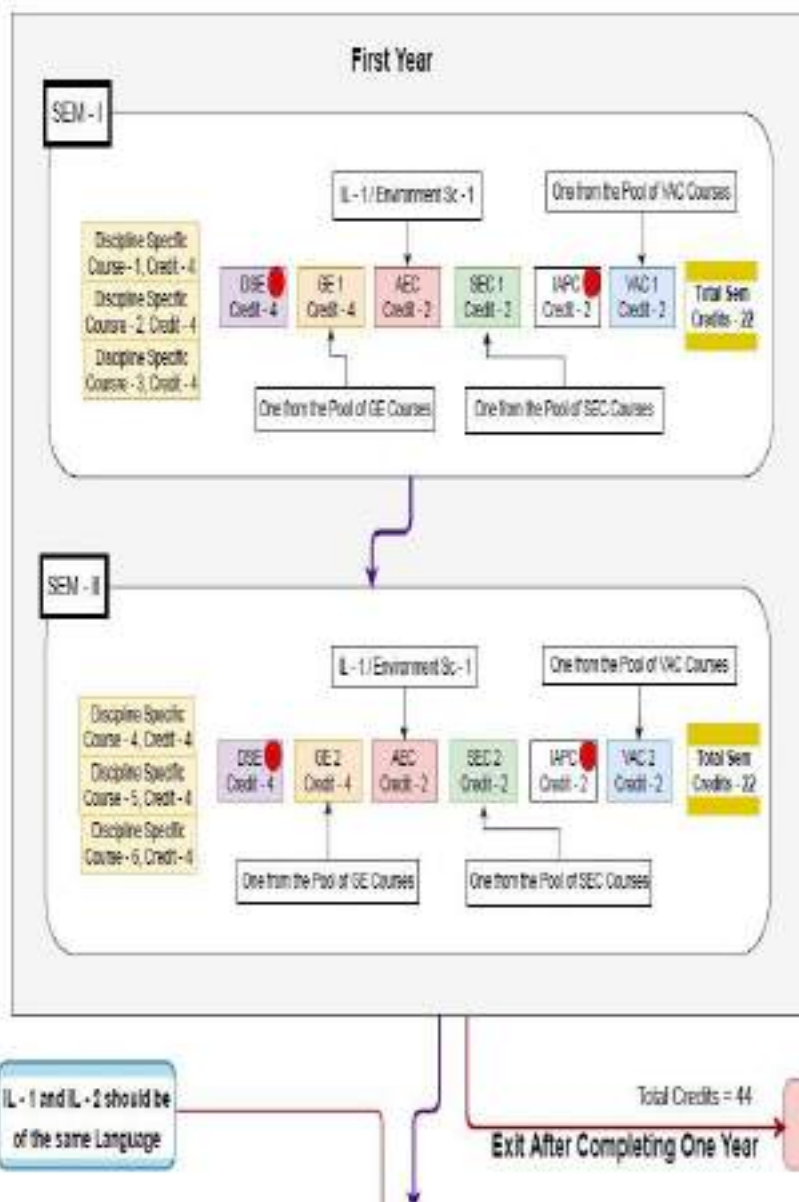 First Year
SEM - I
IL - 1 / Environment Sc - 1
One from the Pool of VAC Courses
Discipline Specific
Course - 1, Credit - 4
Discipline Specific
Course - 2, Credit - 4
Discipline Specific
Course - 3, Credit - 4
DSE
Credit - 4
GE 1
Credit - 4
AEC
Credit - 2
SEC 1
Credit - 2
IAPC
Credit - 2
VAC 1
Credit - 2
Total Sem
Credits - 22
One from the Pool of GE Courses
One from the Pool of SEC Courses
SEM - II
IL - 1 / Environment Sc - 1
One from the Pool of VAC Courses
Discipline Specific
Course - 4, Credit - 4
Discipline Specific
Course - 5, Credit - 4
Discipline Specific
Course - 6, Credit - 4
DSE
Credit - 4
GE 2
Credit - 4
AEC
Credit - 2
SEC 2
Credit - 2
IAPC
Credit - 2
VAC 2
Credit - 2
Total Sem
Credits - 22
One from the Pool of GE Courses
One from the Pool of SEC Courses
IL - 1 and IL - 2 should be
of the same Language
Total Credits = 44
Exit After Completing One Year